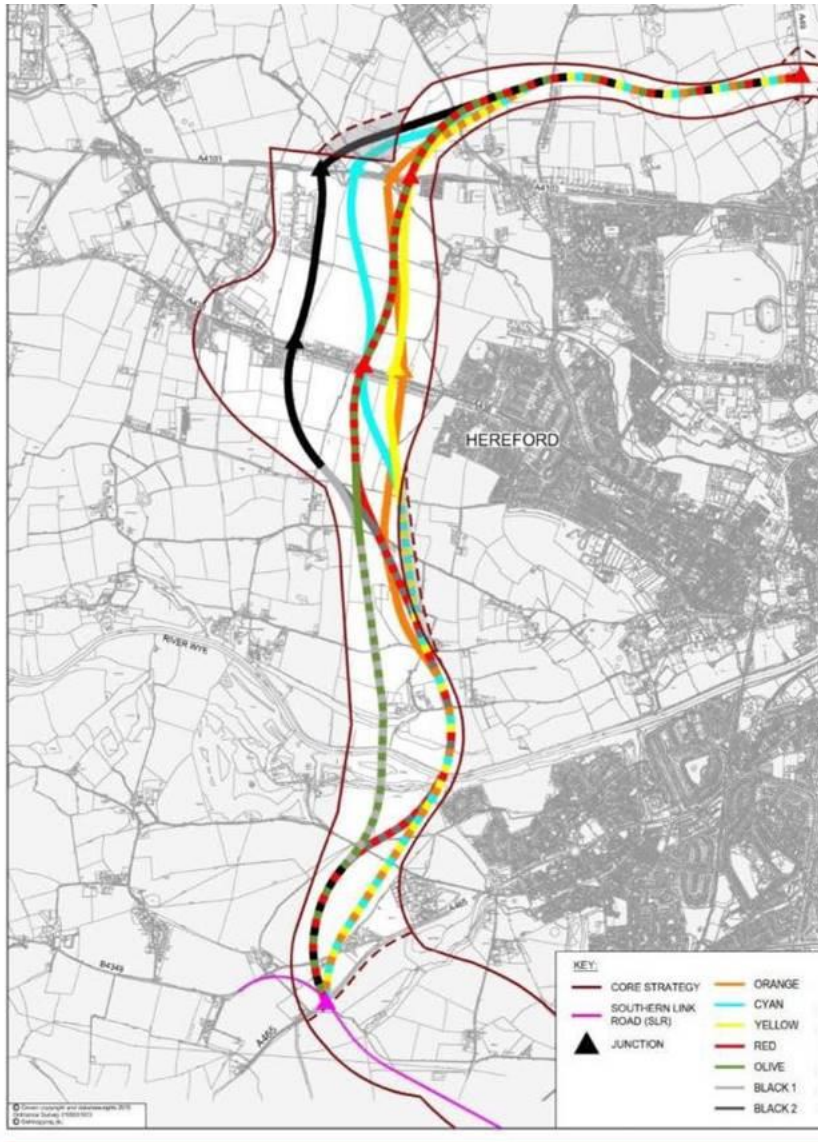 A49
A4103
A4103
HEREFORD
RIVER WYE
A465
B4349
A465
KEY:
CORE STRATEGY
SOUTHERN LINK
ROAD (SLR)
JUNCTION
ORANGE
CYAN
YELLOW
RED
OLIVE
BLACK 1
BLACK 2